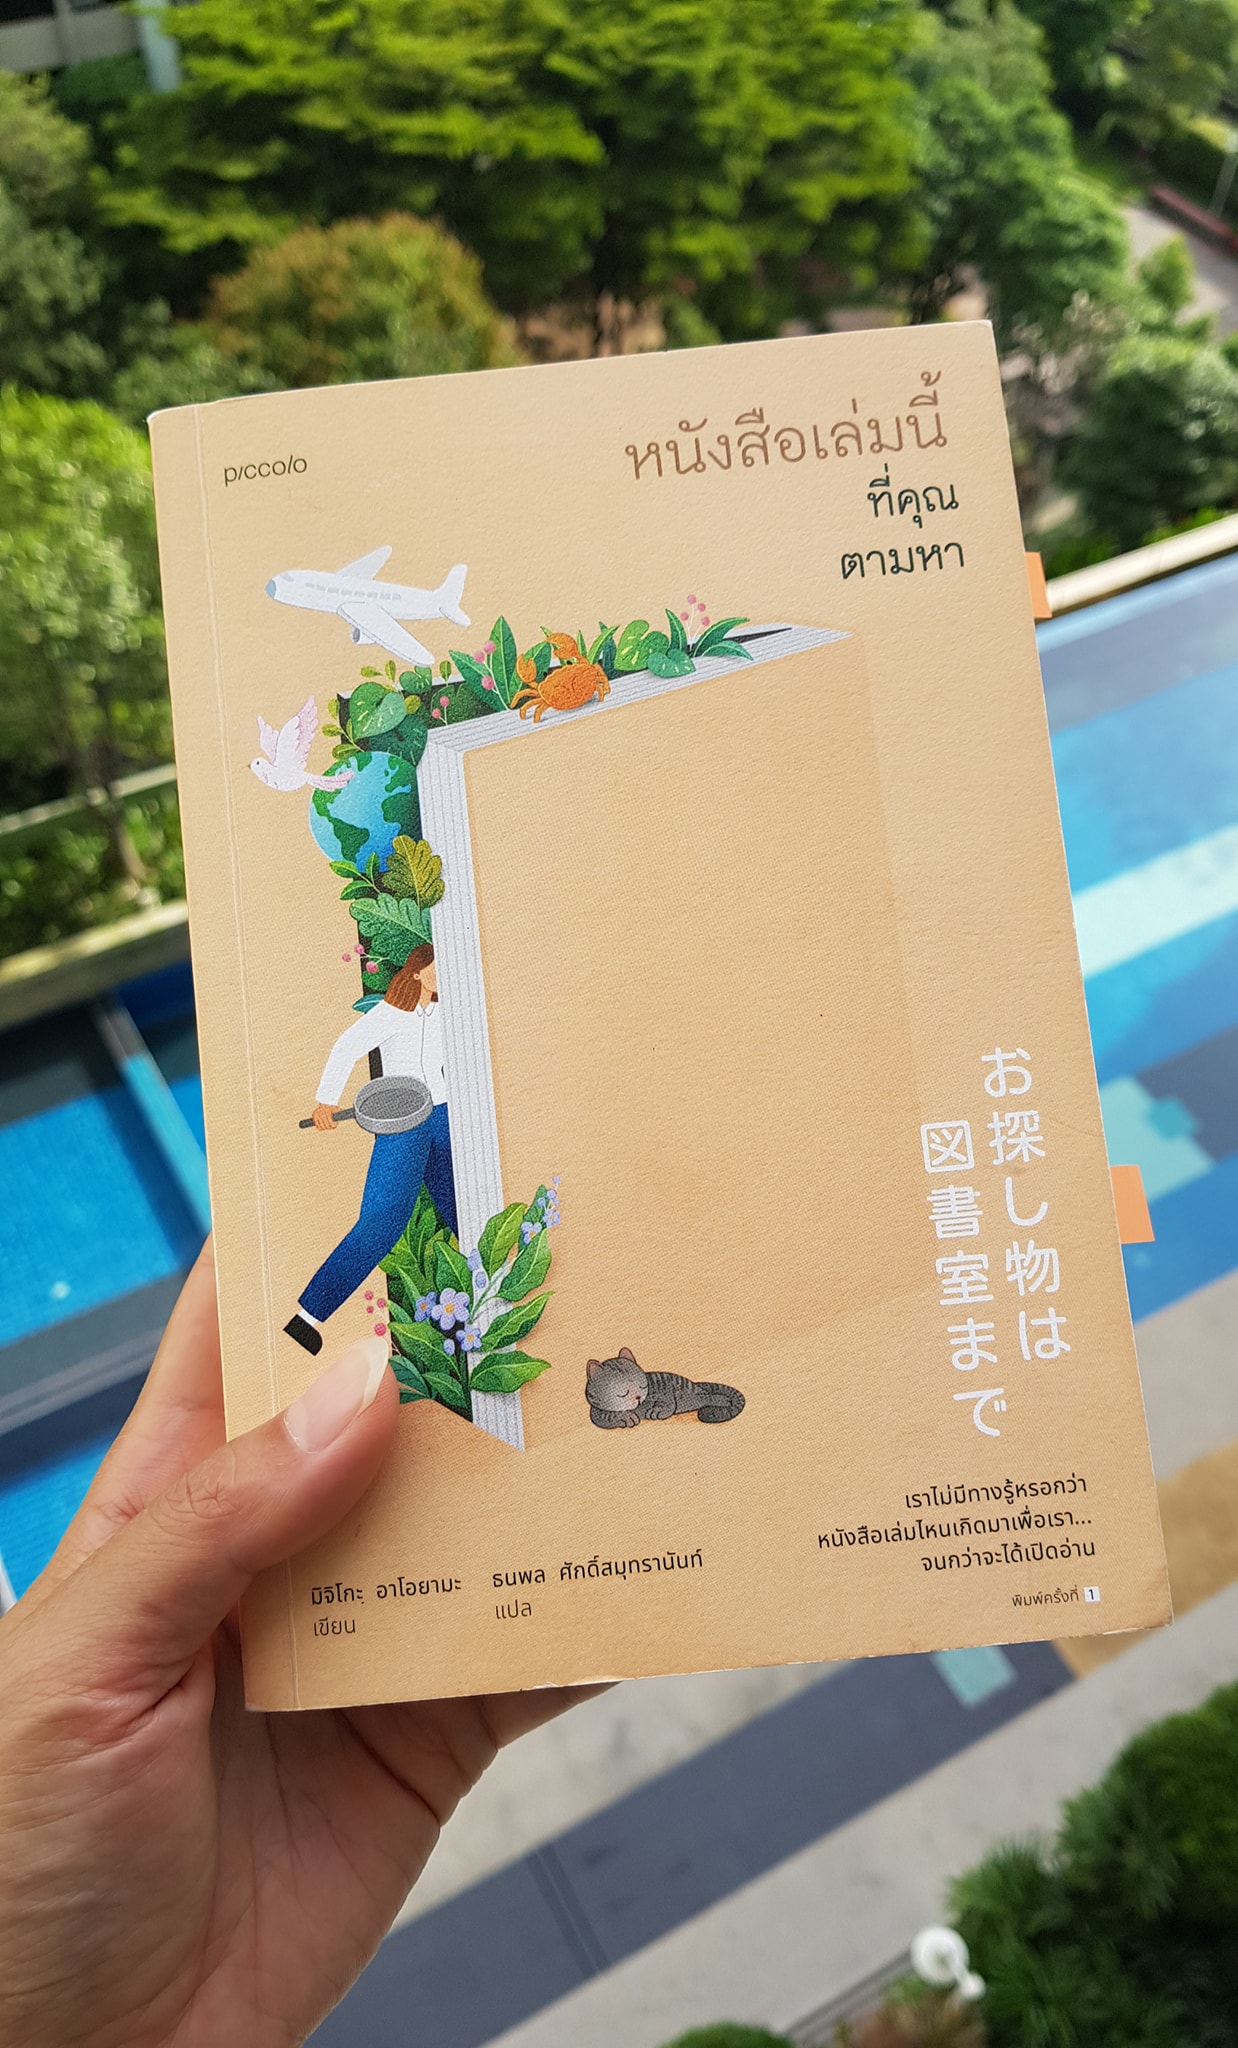 piccolo
หนังสือเล่มนี้
ที่คุณ
ตามหา
お探し物は
図書室まで
เราไม่มีทางรู้หรอกว่า
หนังสือเล่มไหนเกิดมาเพื่อเรา...
จนกว่าจะได้เปิดอ่าน
พิมพ์ครั้งที่ 1
มิจิโกะ อาโอยามะ
เขียน
ธนพล ศักดิ์สมุทรานันท์
แปล